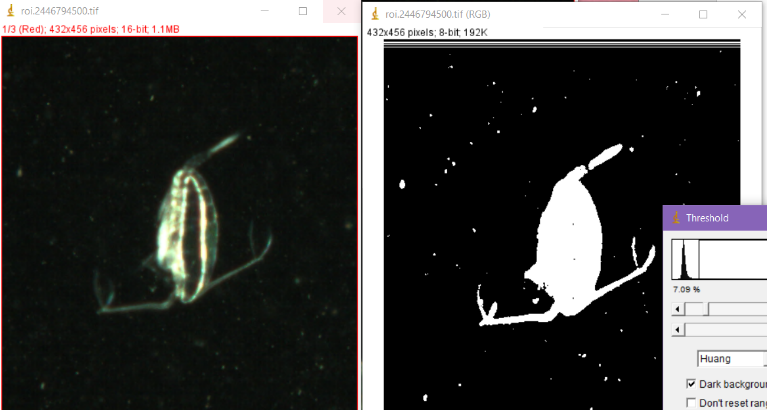 roi.2446794500.tif
1/3 (Red); 432x456 pixels; 16-bit; 1.1MB
roi.2446794500.tif (RGB)
432x456 pixels; 8-bit; 192K
Threshold
7.09 %
Huang
Dark backgrou
Don't reset ran